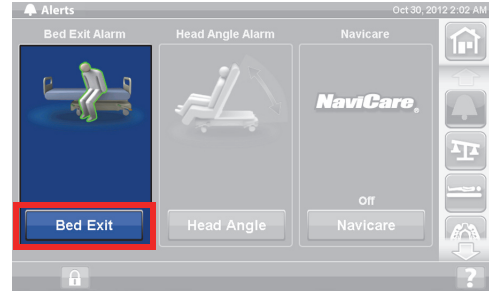 Alerts
Oct 30, 2012 2:02 AM
Bed Exit Alarm
Head Angle Alarm
Navicare
NaviCare®
Off
Bed Exit
Head Angle
Navicare
?